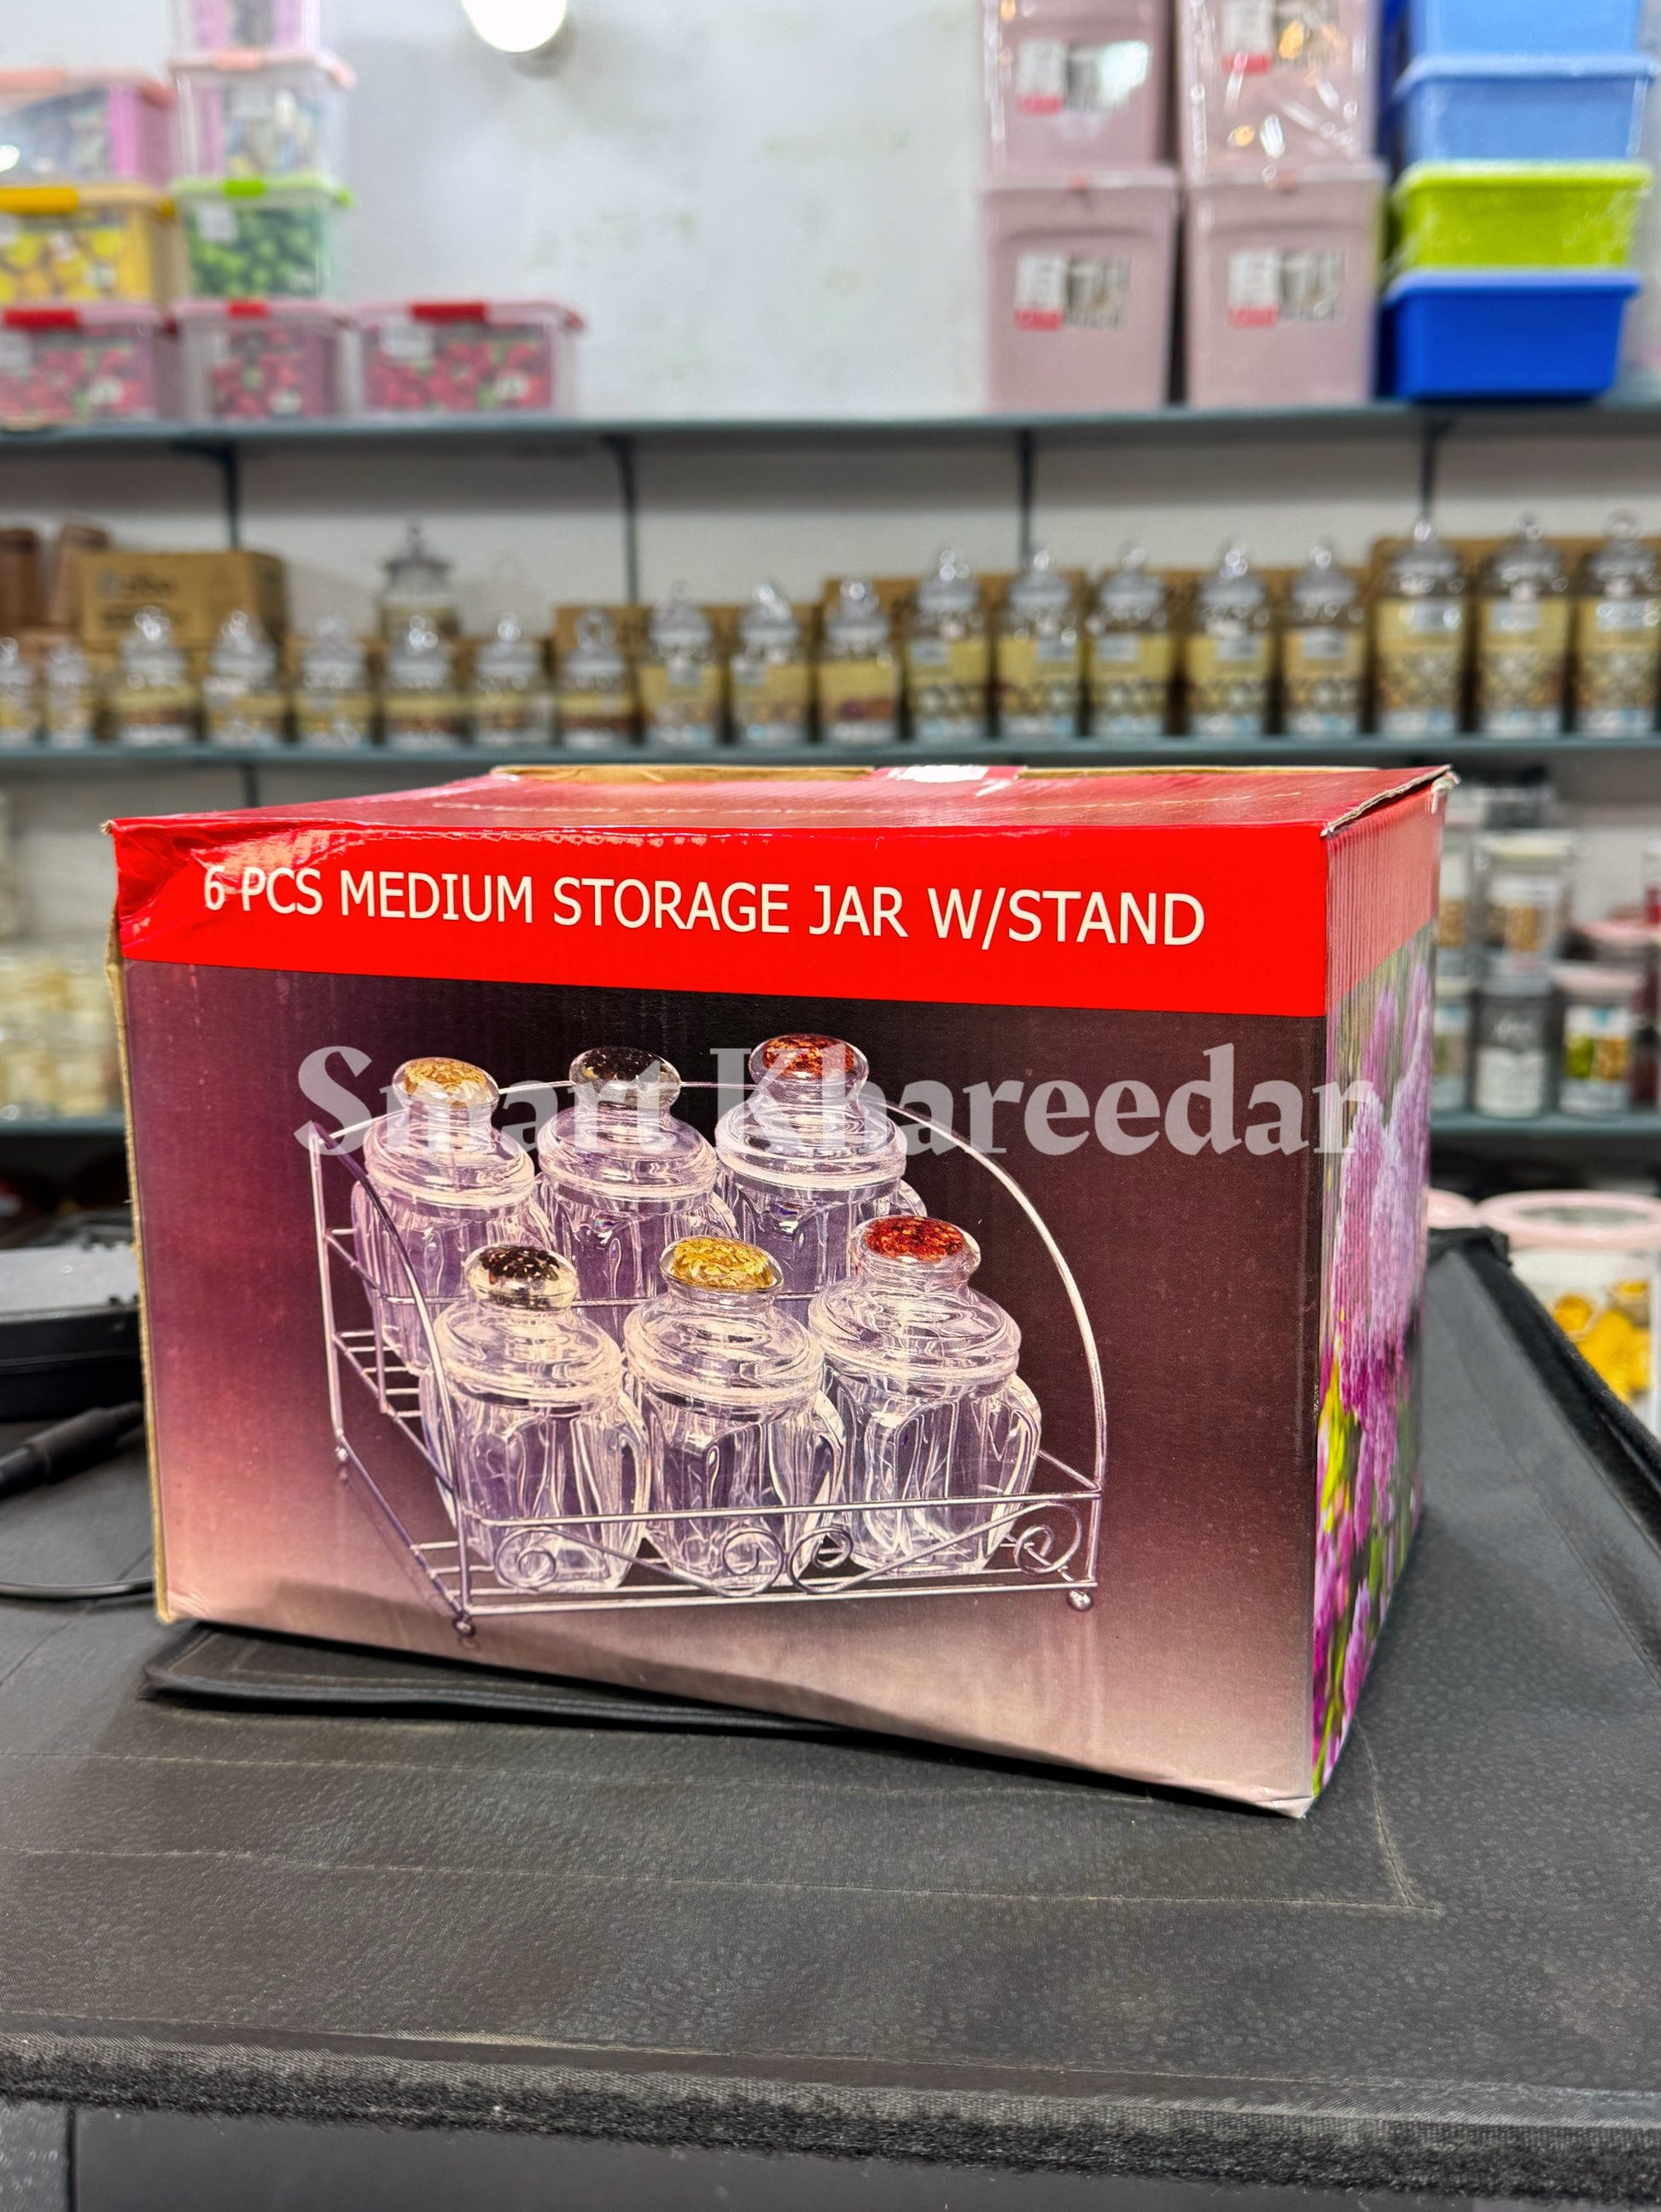 6 PCS MEDIUM STORAGE JAR W/STAND
Smart Khareedar